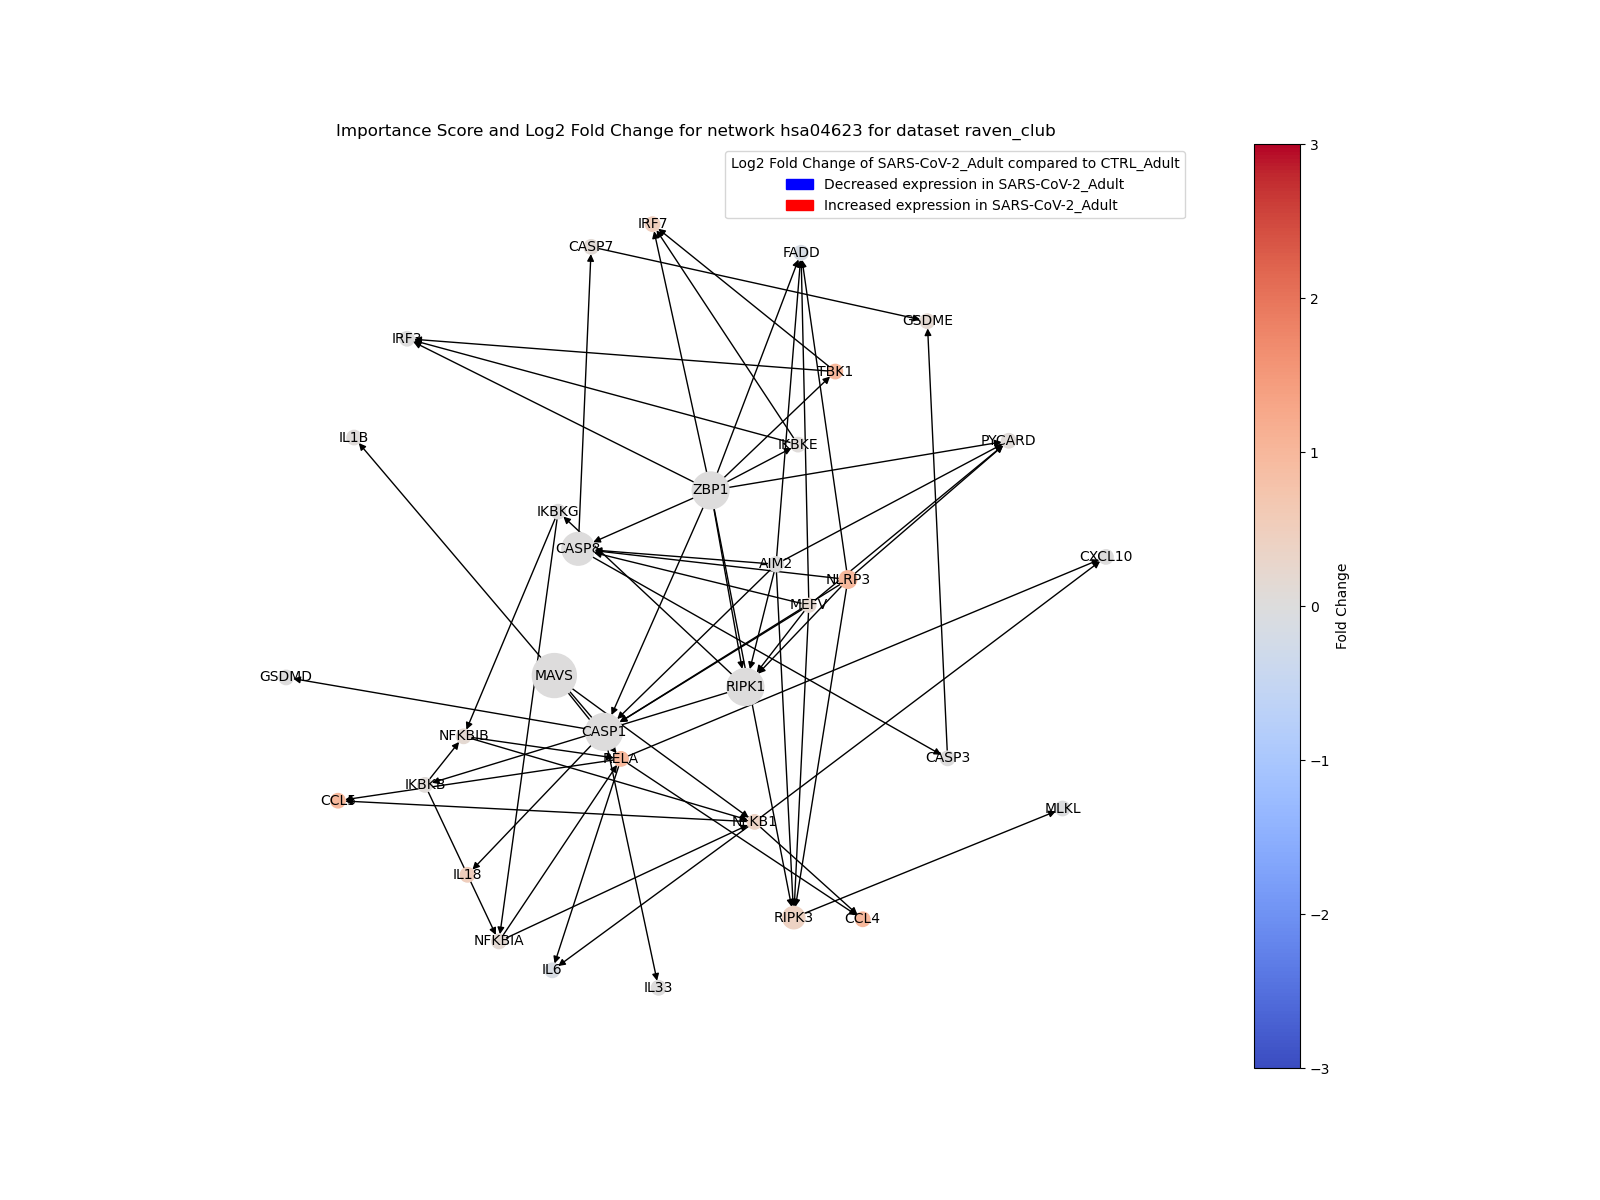 Importance Score and Log2 Fold Change for network hsa04623 for dataset raven_club
Log2 Fold Change of SARS-CoV-2_Adult compared to CTRL_Adult
Decreased expression in SARS-CoV-2_Adult
Increased expression in SARS-CoV-2_Adult
IRF7
CASP7
FADD
GSDME
IRF3
TBK1
IL1B
IKBKE
PYCARD
ZBP1
IKBKG
CASP8
CXCL10
AIM2
NLRP3
MEFV
MAVS
GSDMD
RIPK1
CASP1
NFKBIB
RELA
CASP3
IKBKB
CCL5
MLKL
NFKB1
IL18
RIPK3
CCL4
NFKBIA
IL6
IL33
3
2
1
0
−1
−2
−3
Fold Change